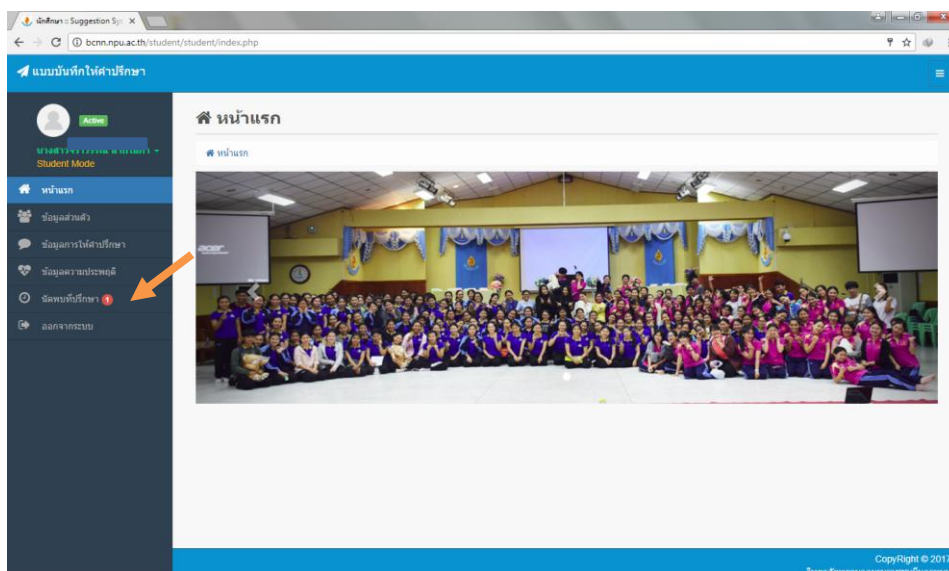 นักศึกษา :: Suggestion Sys
bcnn.npu.ac.th/student/student/index.php
แบบบันทึกให้คำปรึกษา
Active
Student Mode
หน้าแรก
ข้อมูลส่วนตัว
ข้อมูลการให้คำปรึกษา
ข้อมูลความประพฤติ
นัดพบที่ปรึกษา 1
ออกจากระบบ
หน้าแรก
หน้าแรก
acer
CopyRight © 2017